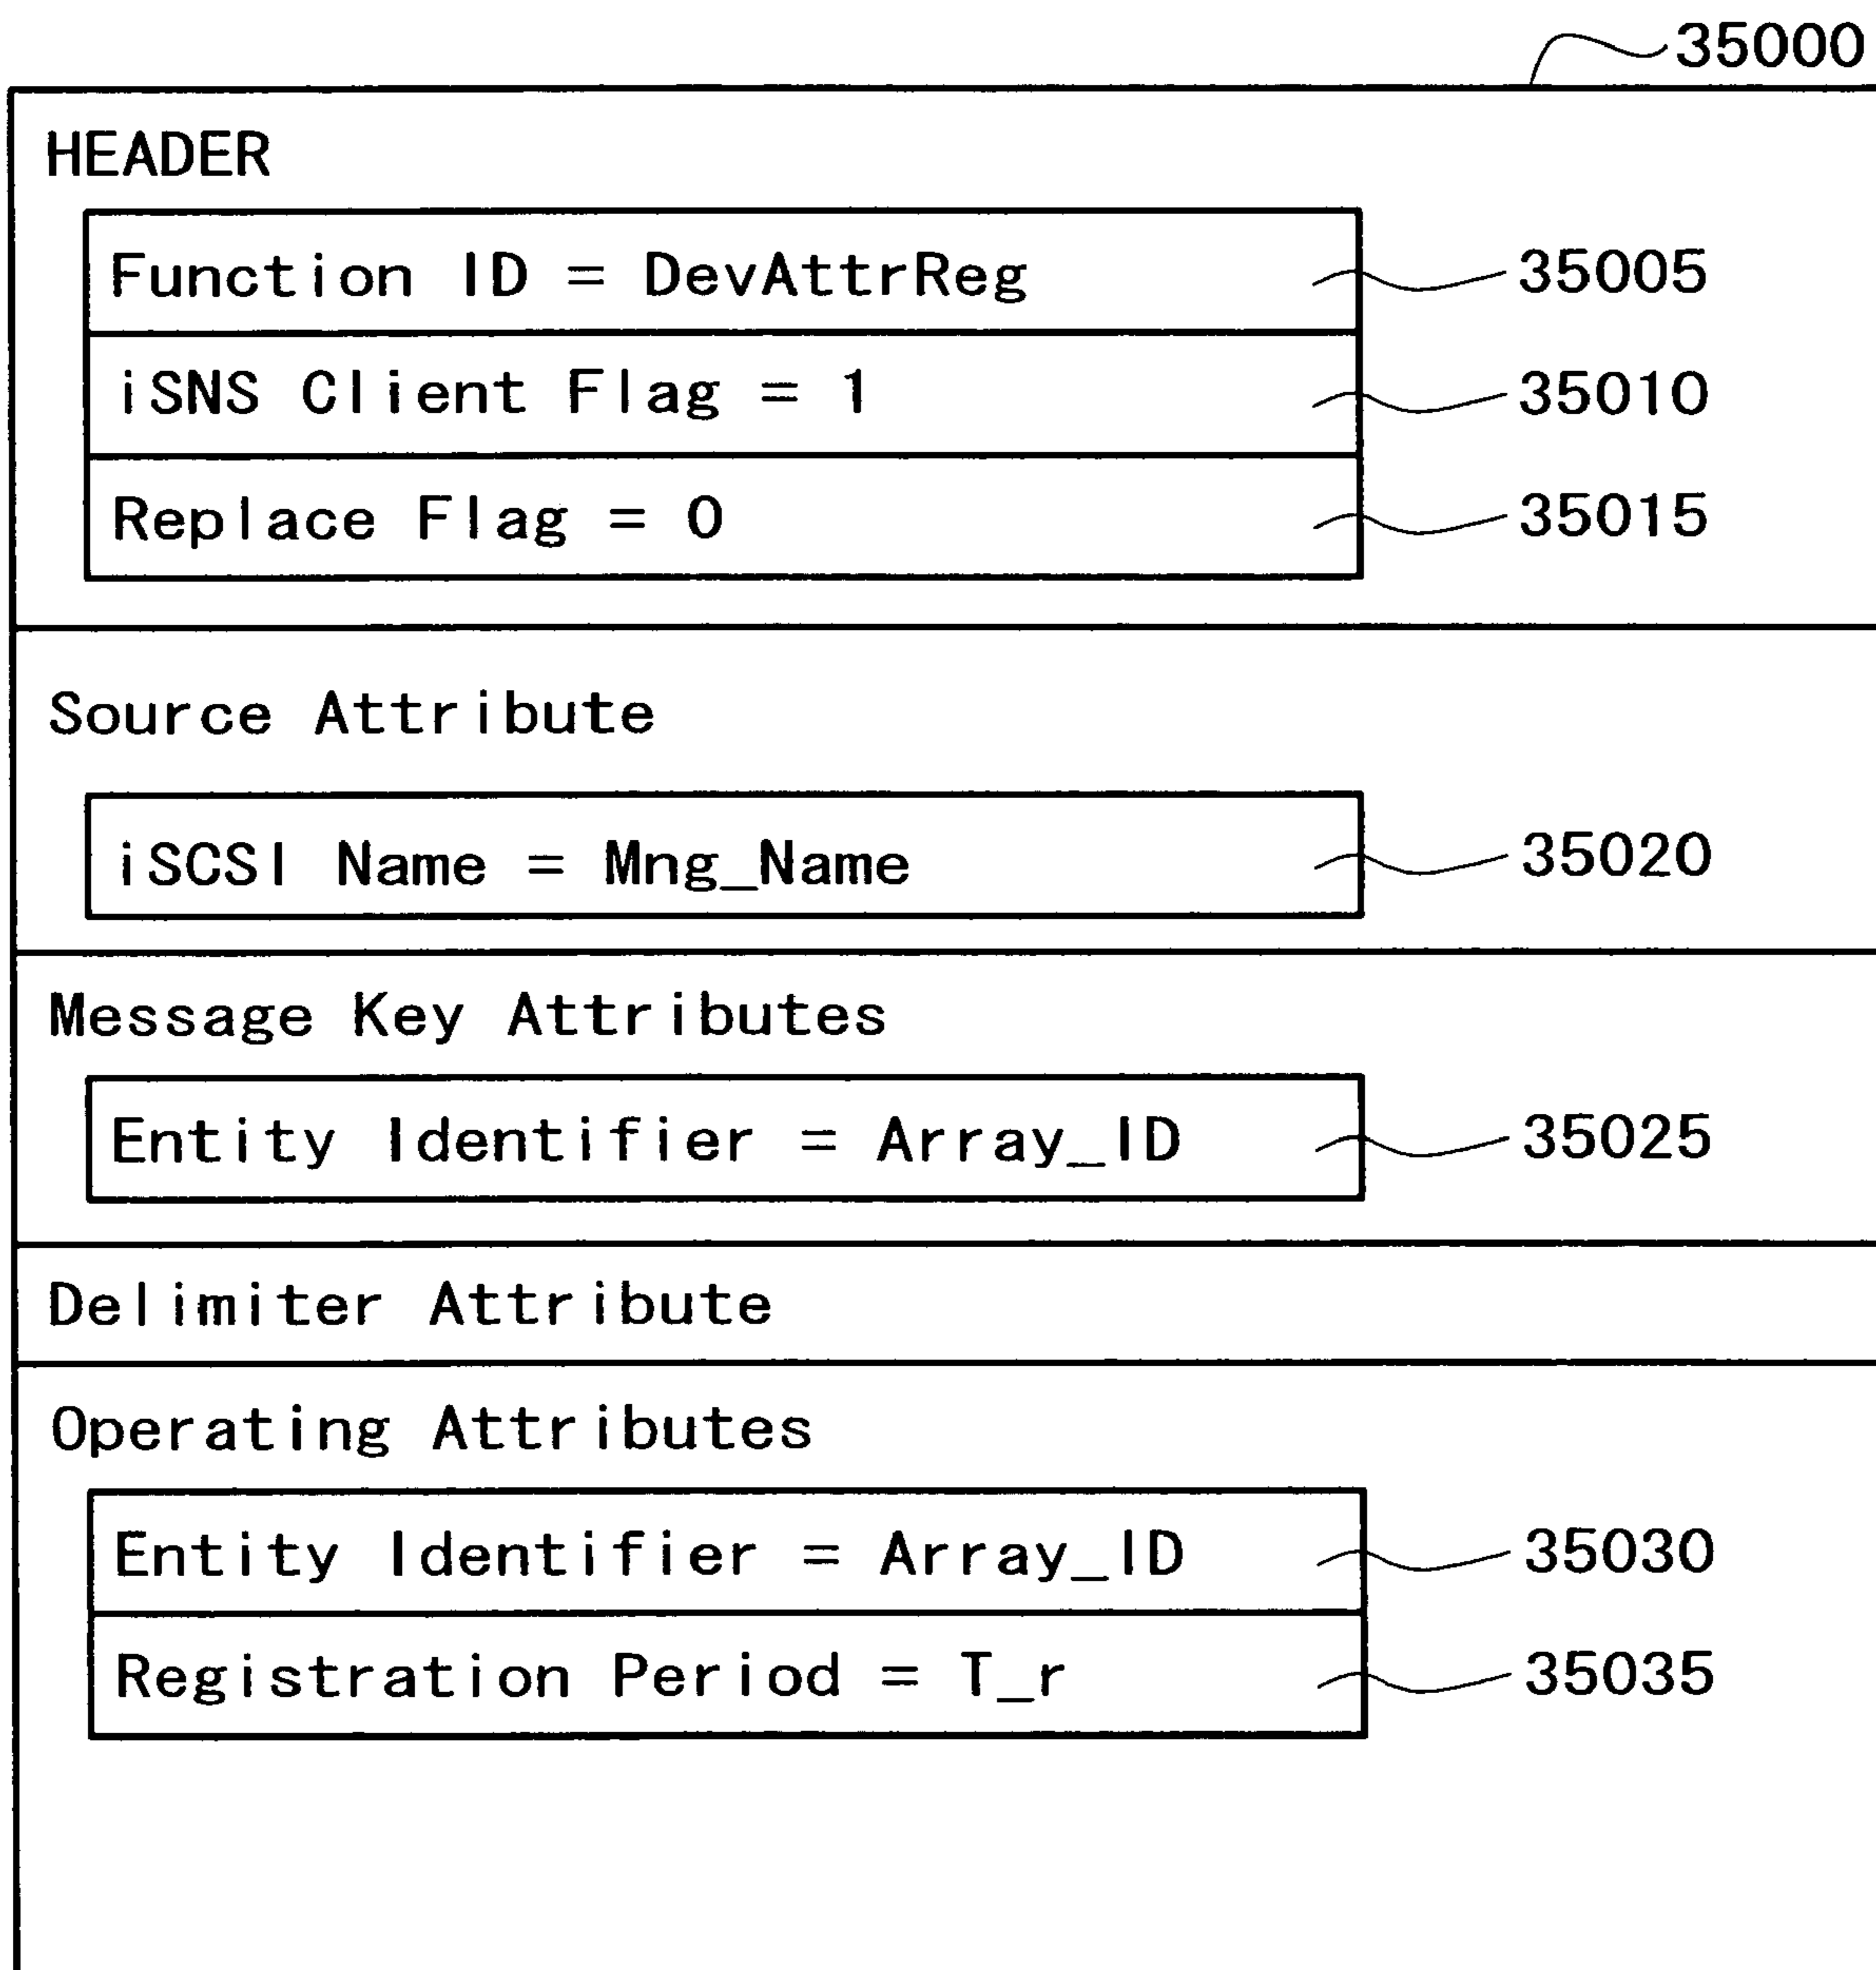 35000
HEADER
Function ID = DevAttrReg
35005
iSNS Client Flag = 1
35010
Replace Flag = 0
35015
Source Attribute
iSCSI Name = Mng_Name
35020
Message Key Attributes
Entity Identifier = Array_ID
35025
Delimiter Attribute
Operating Attributes
Entity Identifier = Array_ID
35030
Registration Period = T_r
35035